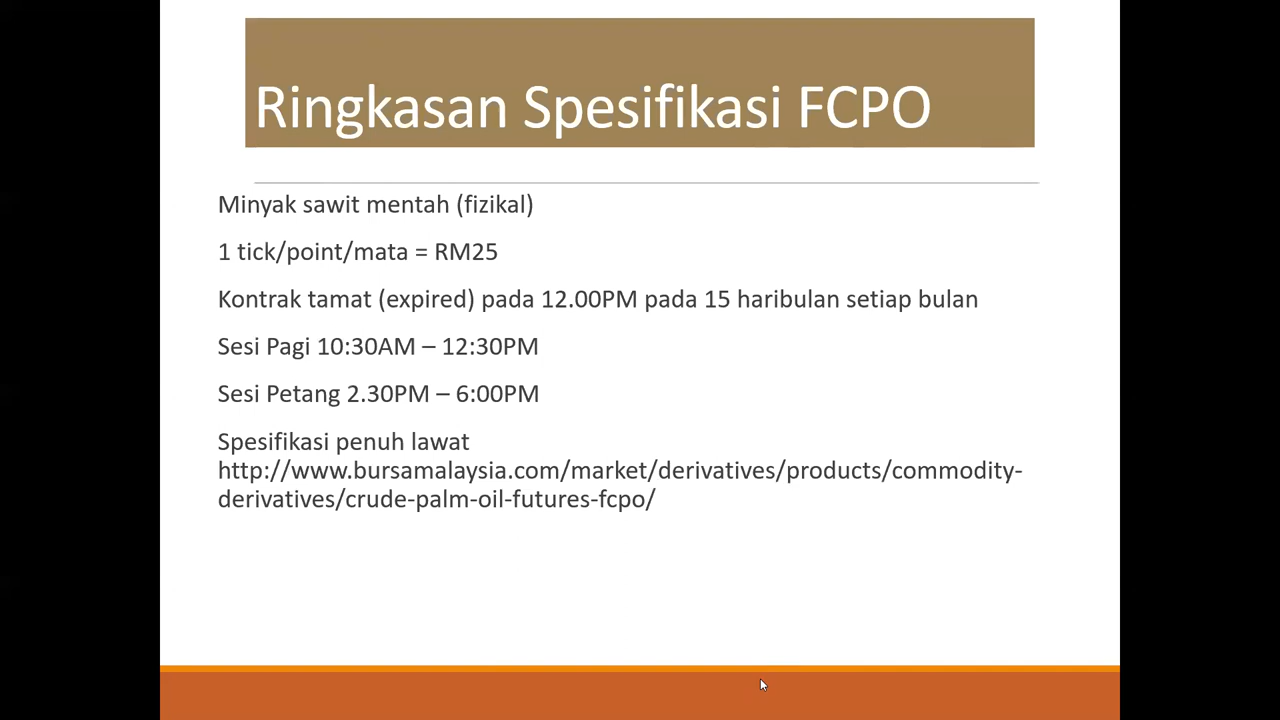 Ringkasan Spesifikasi FCPO
Minyak sawit mentah (fizikal)
1 tick/point/mata = RM25
Kontrak tamat (expired) pada 12.00PM pada 15 haribulan setiap bulan
Sesi Pagi 10:30AM – 12:30PM
Sesi Petang 2.30PM – 6:00PM
Spesifikasi penuh lawat
http://www.bursamalaysia.com/market/derivatives/products/commodity-
derivatives/crude-palm-oil-futures-fcpo/